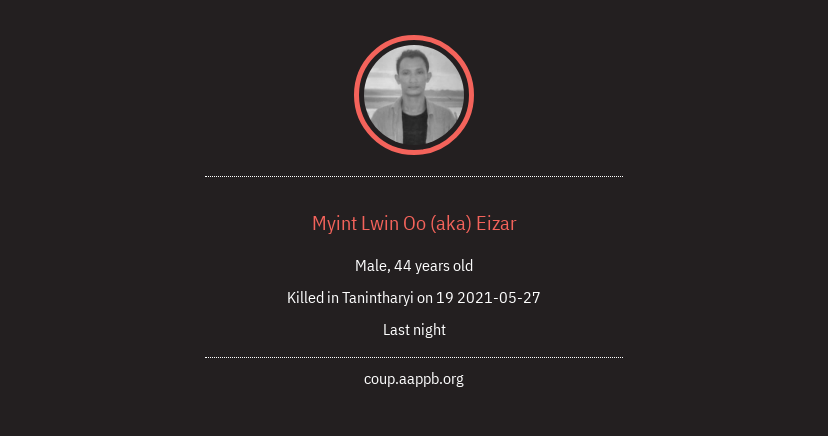 Myint Lwin Oo (aka) Eizar
Male, 44 years old
Killed in Tanintharyi on 19 2021-05-27
Last night
coup.aappb.org